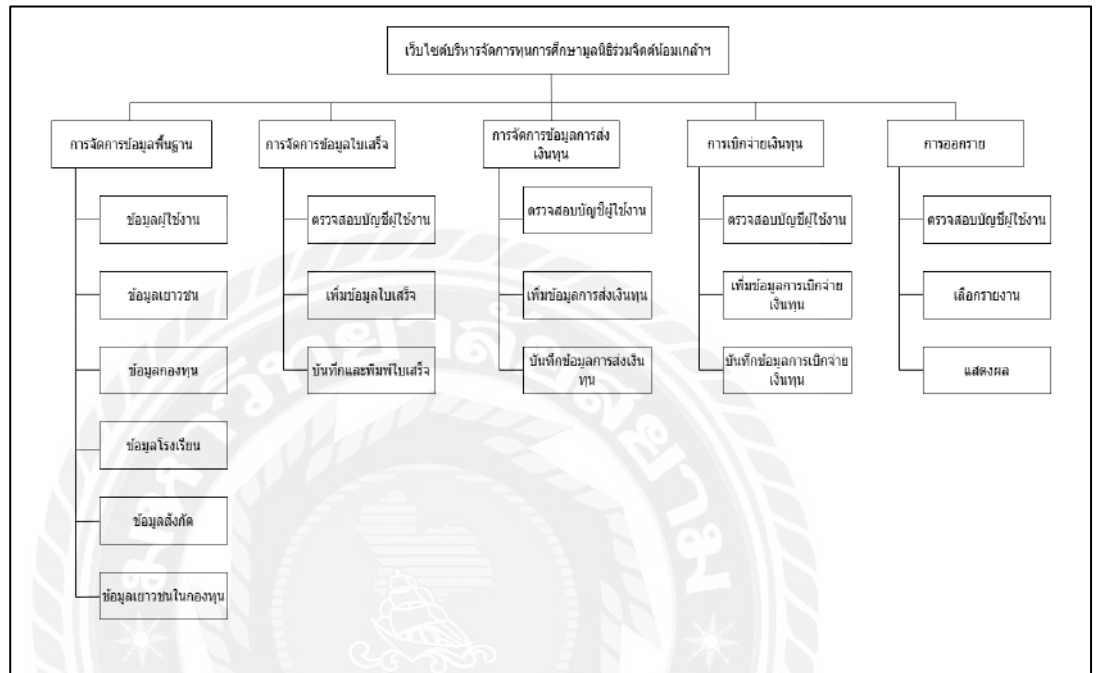 เว็บไซต์บริหารจัดการทุนการศึกษามูลนิธิร่วมจิตต์น้อมเกล้าฯ
การจัดการข้อมูลพื้นฐาน
ข้อมูลผู้ใช้งาน
ข้อมูลเยาวชน
ข้อมูลกองทุน
ข้อมูลโรงเรียน
ข้อมูลสังกัด
ข้อมูลเยาวชนในกองทุน
การจัดการข้อมูลใบเสร็จ
ตรวจสอบบัญชีผู้ใช้งาน
เพิ่มข้อมูลใบเสร็จ
บันทึกและพิมพ์ใบเสร็จ
การจัดการข้อมูลการส่ง
เงินทุน
ตรวจสอบบัญชีผู้ใช้งาน
เพิ่มข้อมูลการส่งเงินทุน
บันทึกข้อมูลการส่งเงิน
ทุน
การเบิกจ่ายเงินทุน
ตรวจสอบบัญชีผู้ใช้งาน
เพิ่มข้อมูลการเบิกจ่าย
เงินทุน
บันทึกข้อมูลการเบิกจ่าย
เงินทุน
การออกราย
ตรวจสอบบัญชีผู้ใช้งาน
เลือกรายงาน
แสดงผล
มหาวิทยาลัยสยาม